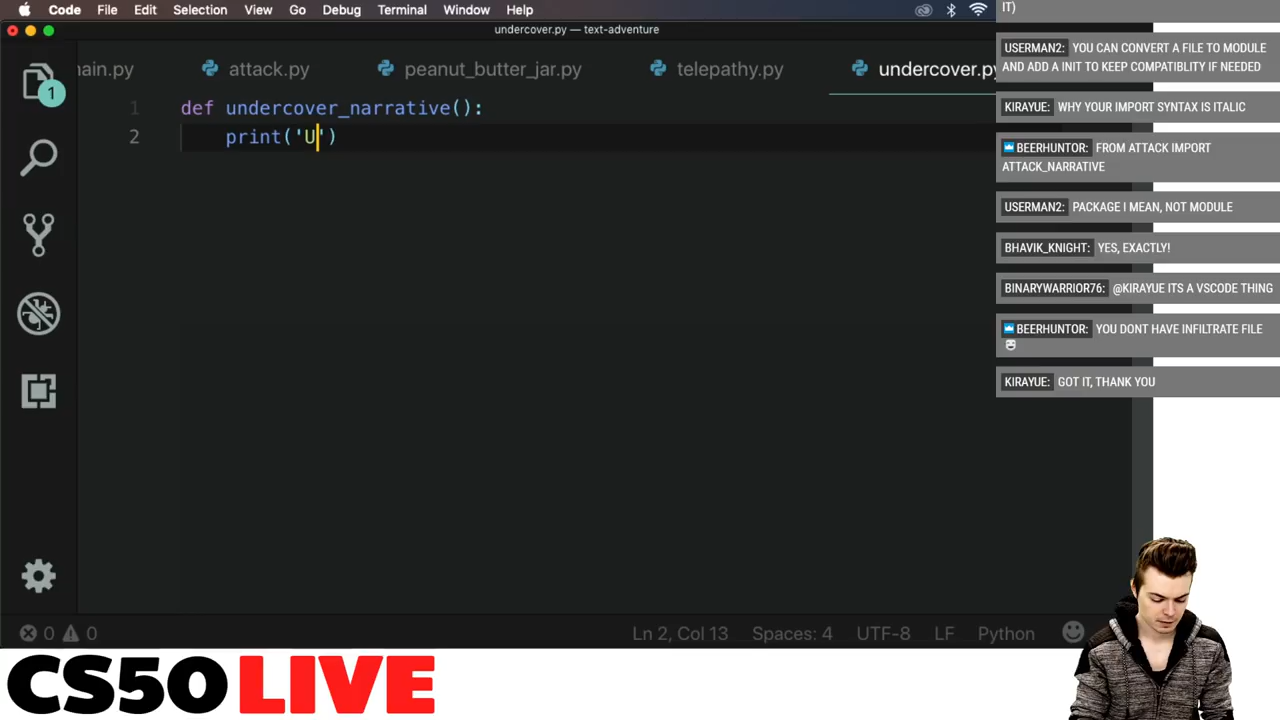 Code File Edit Selection View Go Debug Terminal Window Help
undercover.py — text-adventure
ain.py attack.py peanut_butter_jar.py telepathy.py undercover.py
1
1 def undercover_narrative():
2 print('U')
Ln 2, Col 13 Spaces: 4 UTF-8 LF Python
0 0
IT)
USERMAN2: YOU CAN CONVERT A FILE TO MODULE
AND ADD A INIT TO KEEP COMPATIBLITY IF NEEDED
KIRAYUE: WHY YOUR IMPORT SYNTAX IS ITALIC
BEERHUNTOR: FROM ATTACK IMPORT
ATTACK_NARRATIVE
USERMAN2: PACKAGE I MEAN, NOT MODULE
BHAVIK_KNIGHT: YES, EXACTLY!
BINARYWARRIOR76: @KIRAYUE ITS A VSCODE THING
BEERHUNTOR: YOU DONT HAVE INFILTRATE FILE
KIRAYUE: GOT IT, THANK YOU
CS50 LIVE